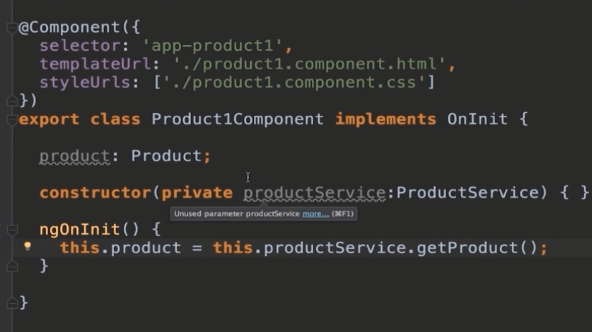 @Component({
selector: 'app-product1',
templateUrl: './product1.component.html',
styleUrls: ['./product1.component.css']
})
export class Product1Component implements OnInit {
product: Product;
constructor(private productService:ProductService) { }
Unused parameter productService more... (⌘F1)
ngOnInit() {
this.product = this.productService.getProduct();
}
}